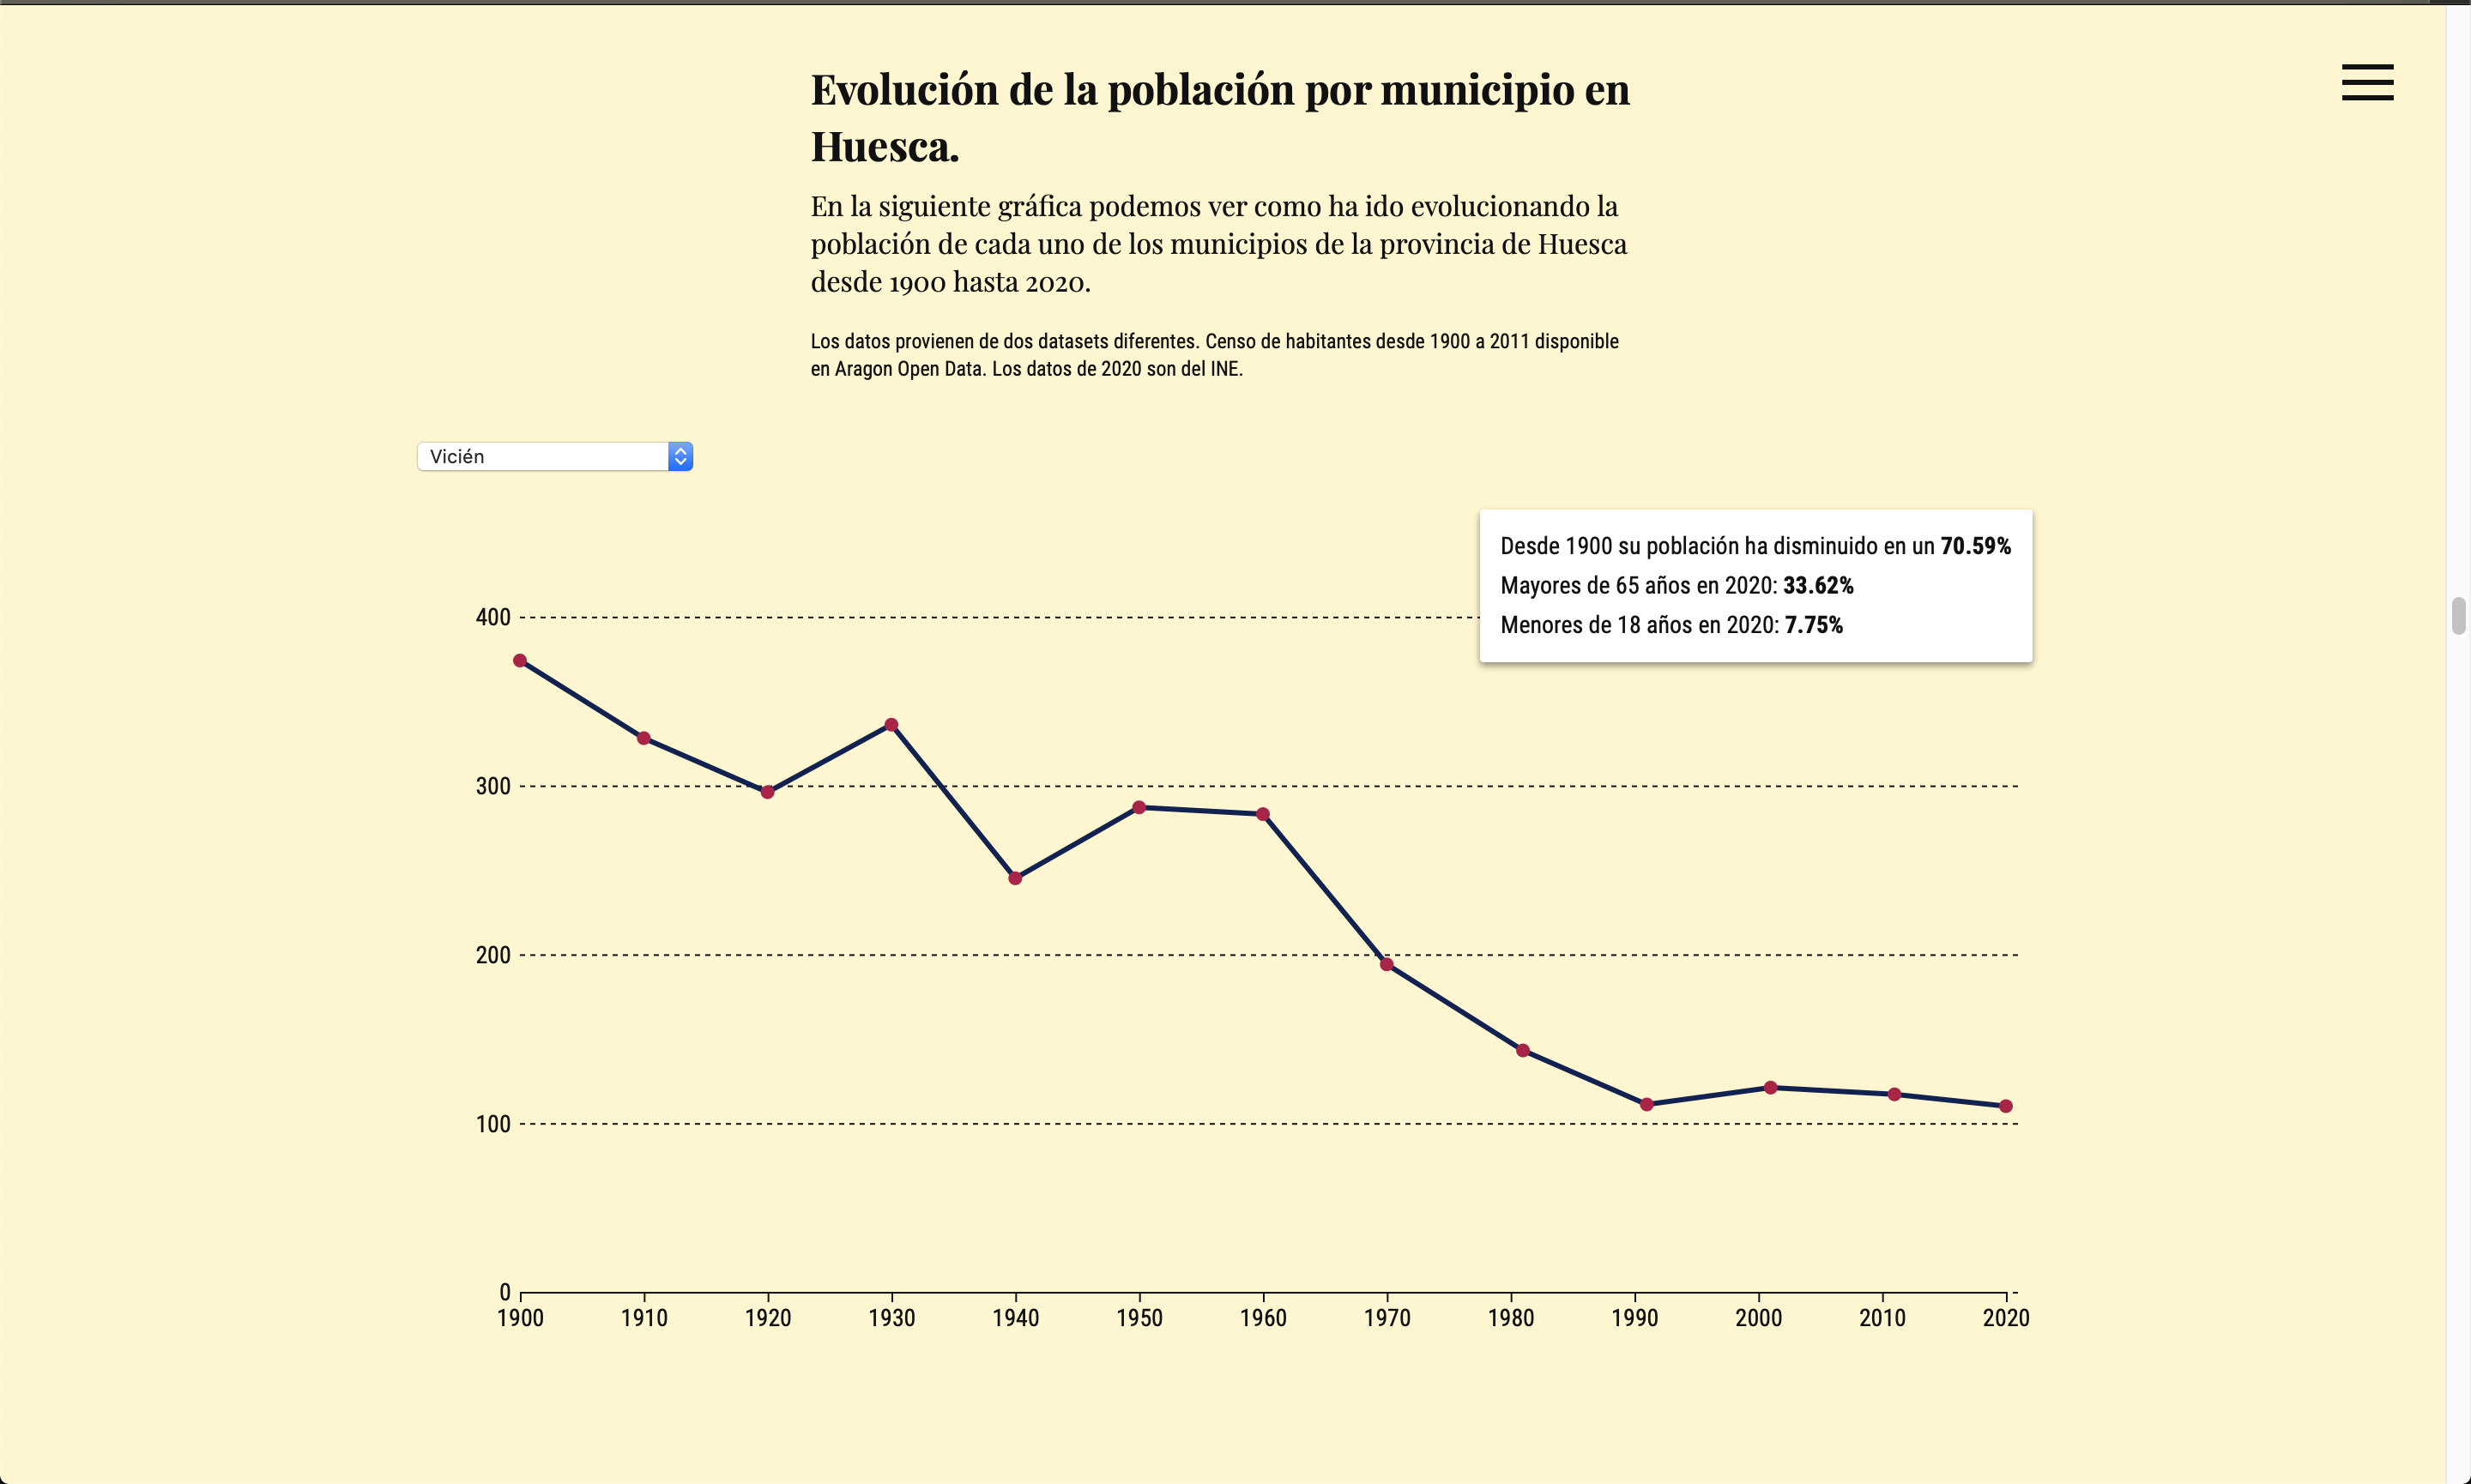 Evolución de la población por municipio en
Huesca.
En la siguiente gráfica podemos ver como ha ido evolucionando la
población de cada uno de los municipios de la provincia de Huesca
desde 1900 hasta 2020.
Los datos provienen de dos datasets diferentes. Censo de habitantes desde 1900 a 2011 disponible
en Aragon Open Data. Los datos de 2020 son del INE.
Vicién
Desde 1900 su población ha disminuido en un 70.59%
Mayores de 65 años en 2020: 33.62%
Menores de 18 años en 2020: 7.75%
400
300
200
100
0
1900 1910 1920 1930 1940 1950 1960 1970 1980 1990 2000 2010 2020